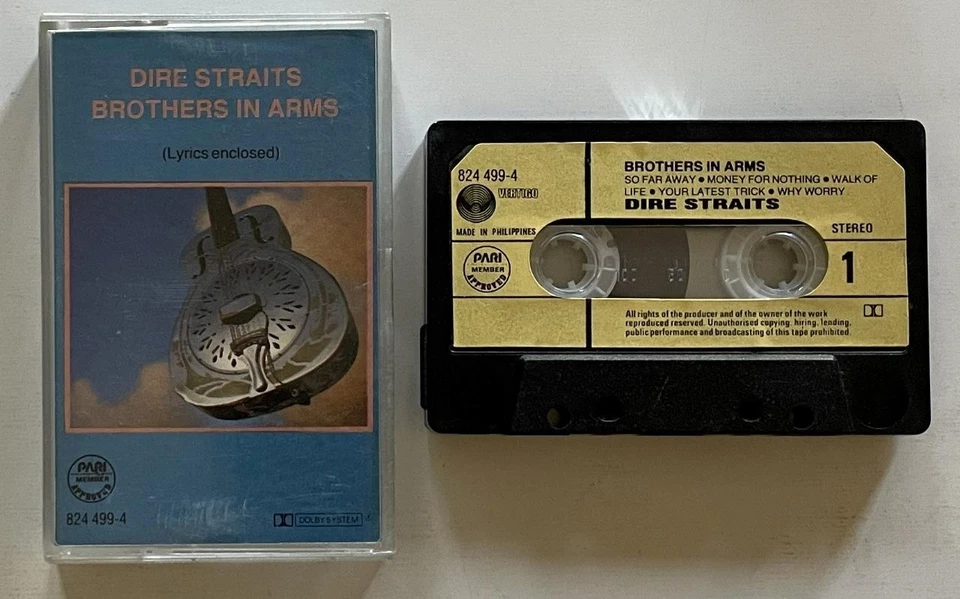 DIRE STRAITS
BROTHERS IN ARMS
(Lyrics enclosed)
PARI
MEMBER
APPROVED
824 499-4
DOLBY SYSTEM
824 499-4
VERTIGO
MADE IN PHILIPPINES
PARI
MEMBER
APPROVED
BROTHERS IN ARMS
SO FAR AWAY ● MONEY FOR NOTHING ● WALK OF
LIFE ● YOUR LATEST TRICK ● WHY WORRY
DIRE STRAITS
STEREO
1
All rights of the producer and of the owner of the work
reproduced reserved. Unauthorised copying, hiring, lending,
public performance and broadcasting of this tape prohibited.